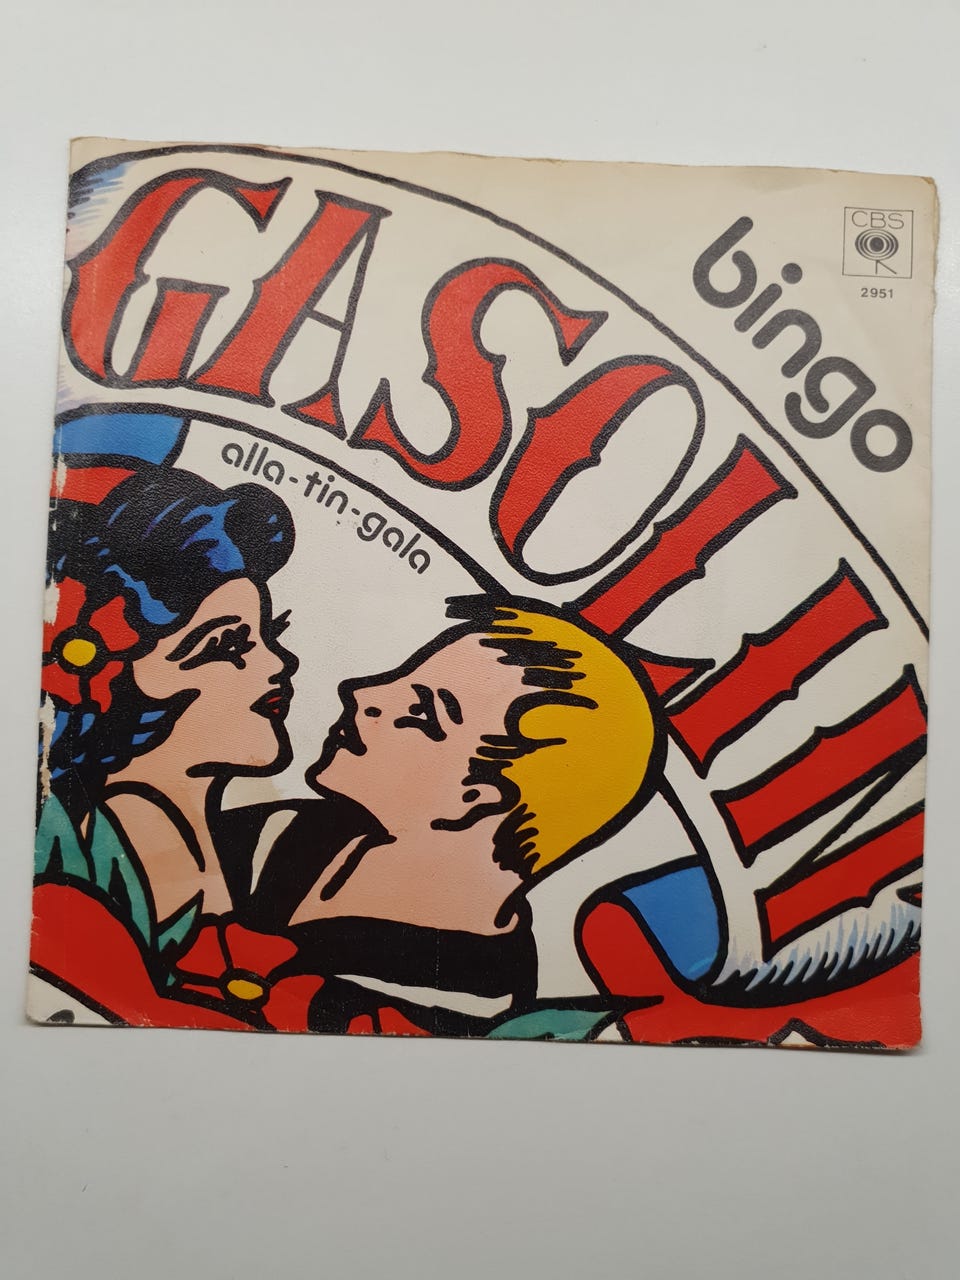 GASOLIN
bingo
CBS
2951
alla-tin-gala